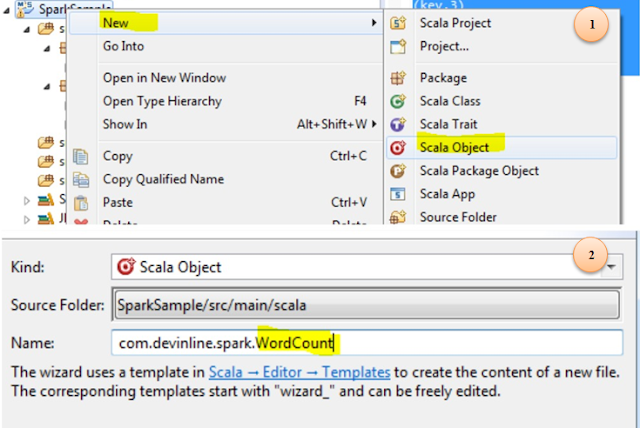 SparkSample
(key,3)
New
Scala Project
1
Go Into
Project...
Open in New Window
Package
Open Type Hierarchy F4
Scala Class
Show In Alt+Shift+W
Scala Trait
Scala Object
Copy Ctrl+C
Scala Package Object
Copy Qualified Name
Scala App
Paste Ctrl+V
Source Folder
Delete Delete
2
Kind: Scala Object
Source Folder: SparkSample/src/main/scala
Name: com.devinline.spark.WordCount
The wizard uses a template in Scala → Editor → Templates to create the content of a new file.
The corresponding templates start with "wizard_" and can be freely edited.